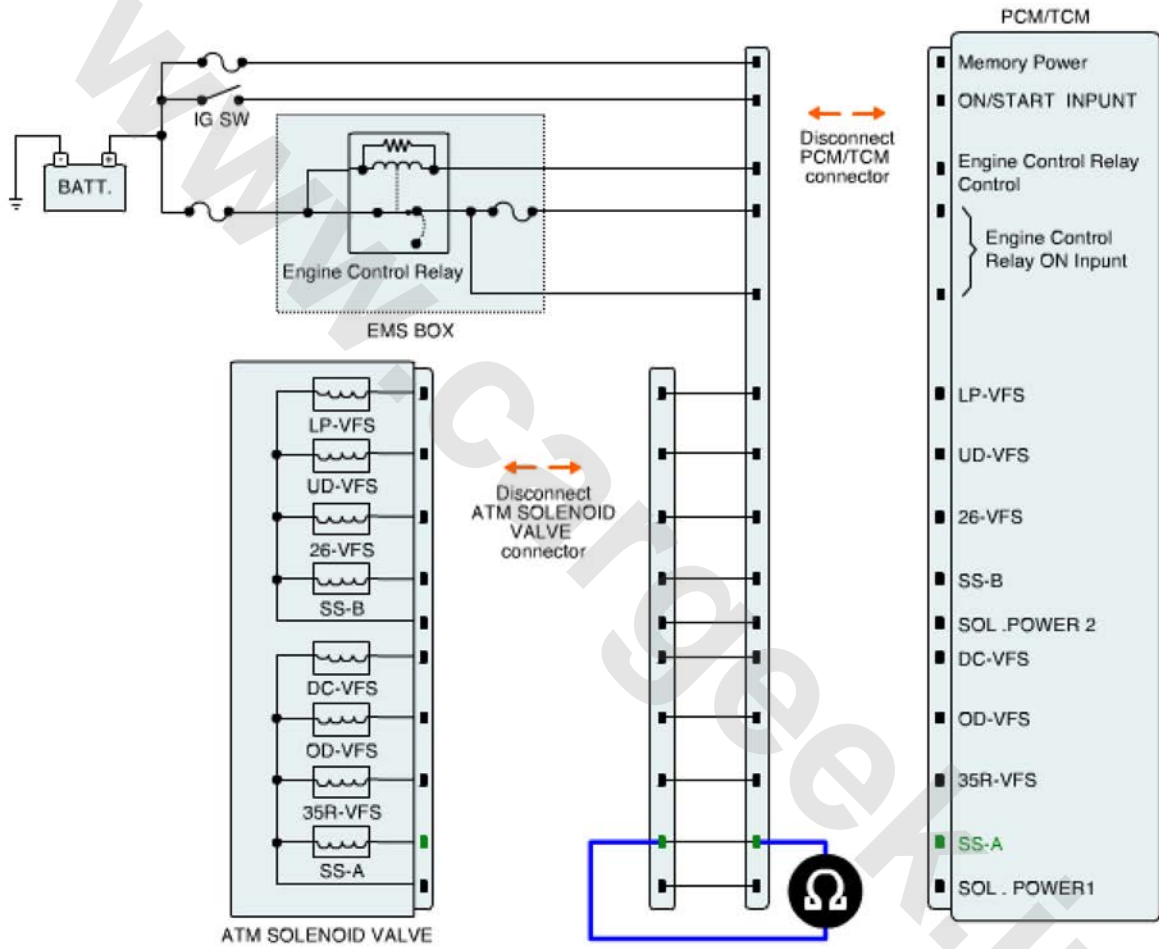 PCM/TCM
Memory Power
ON/START INPUNT
IG SW
Disconnect
PCM/TCM
connector
Engine Control Relay
Control
BATT.
-
+
Engine Control
Relay ON Inpunt
Engine Control Relay
EMS BOX
LP-VFS
UD-VFS
26-VFS
SS-B
DC-VFS
OD-VFS
35R-VFS
SS-A
ATM SOLENOID VALVE
Disconnect
ATM SOLENOID
VALVE
connector
Ω
LP-VFS
UD-VFS
26-VFS
SS-B
SOL .POWER 2
DC-VFS
OD-VFS
35R-VFS
SS-A
SOL . POWER1
www.cargeek.i